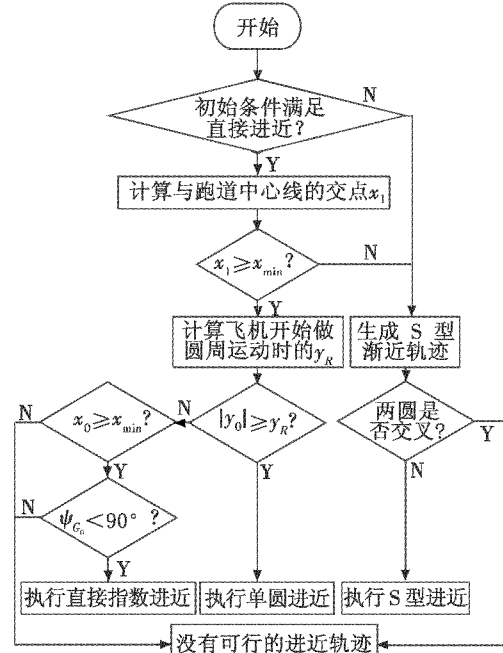 开始
初始条件满足
直接进近?
N
Y
计算与跑道中心线的交点x₁
x₁≥xmin?
N
Y
计算飞机开始做
圆周运动时的yR
生成 S 型
渐近轨迹
N
x₀≥xmin?
N
|y₀|≥yR?
两圆是
否交叉?
Y
Y
Y
N
N
ψG₀<90° ?
Y
执行直接指数进近
执行单圆进近
执行S型进近
没有可行的进近轨迹